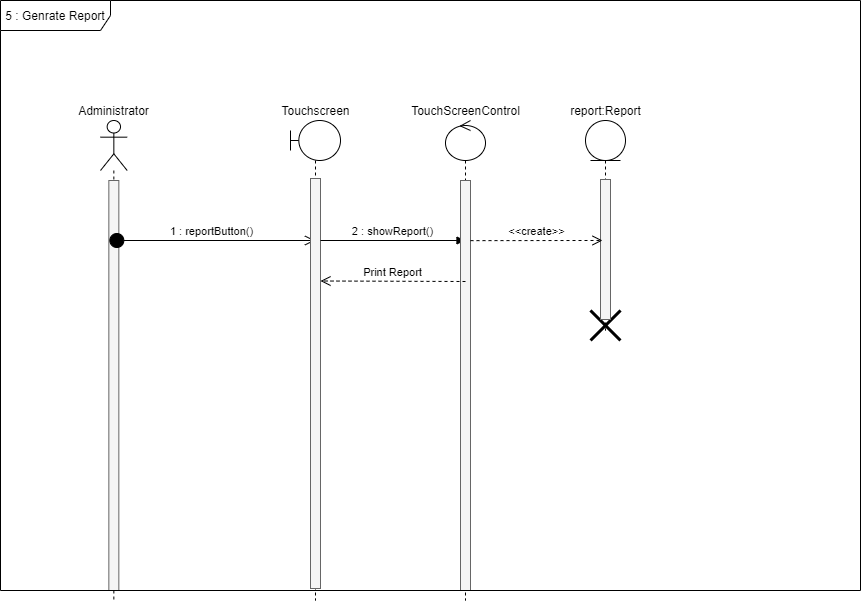 5 : Genrate Report
Administrator
Touchscreen
TouchScreenControl
report:Report
1 : reportButton()
2 : showReport()
<<create>>
Print Report